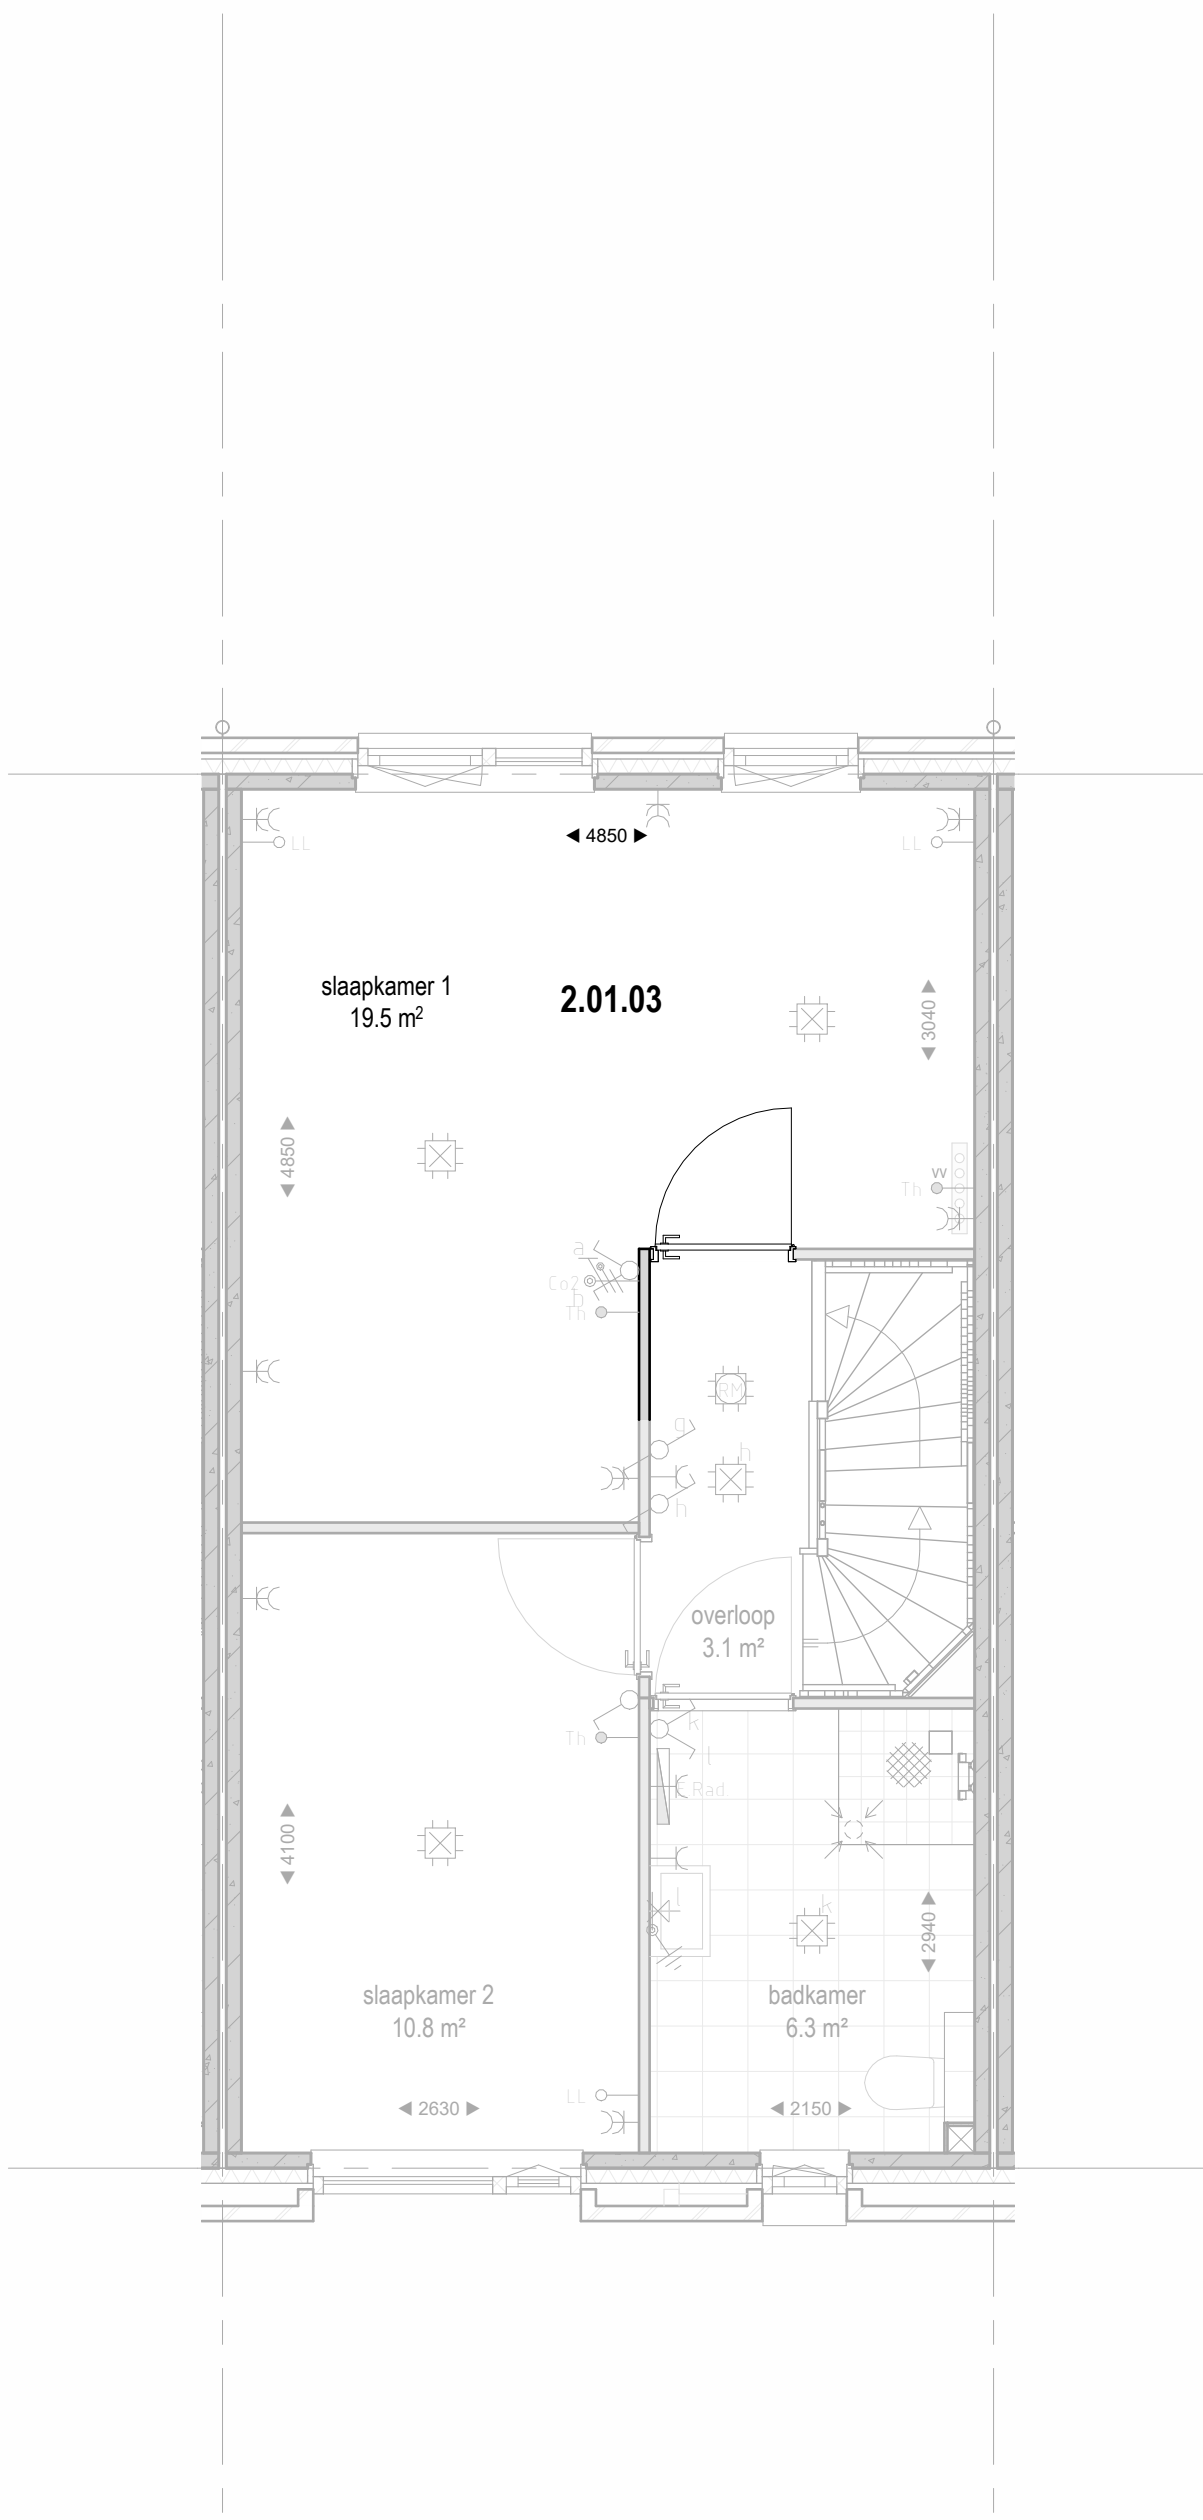 ◀ 4850 ▶
LL
LL
slaapkamer 1
19.5 m²
2.01.03
◀ 3040 ▶
◀ 4850 ▶
vv
Th
a
Co2
b
Th
RM
g
h
h
overloop
3.1 m²
k
Th
l
E Rad
◀ 4100 ▶
l
k
◀ 2940 ▶
slaapkamer 2
10.8 m²
badkamer
6.3 m²
LL
◀ 2630 ▶
◀ 2150 ▶